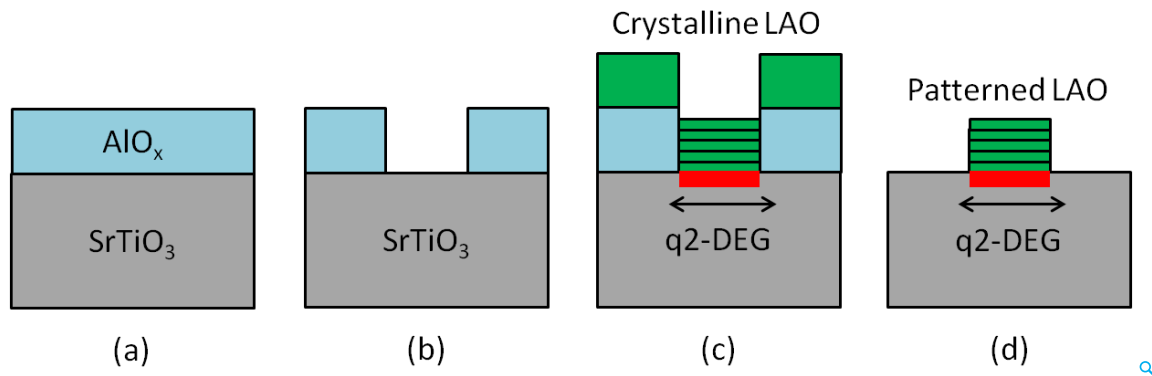 Crystalline LAO
Patterned LAO
AlOₓ
SrTiO₃
SrTiO₃
q2-DEG
q2-DEG
(a)
(b)
(c)
(d)